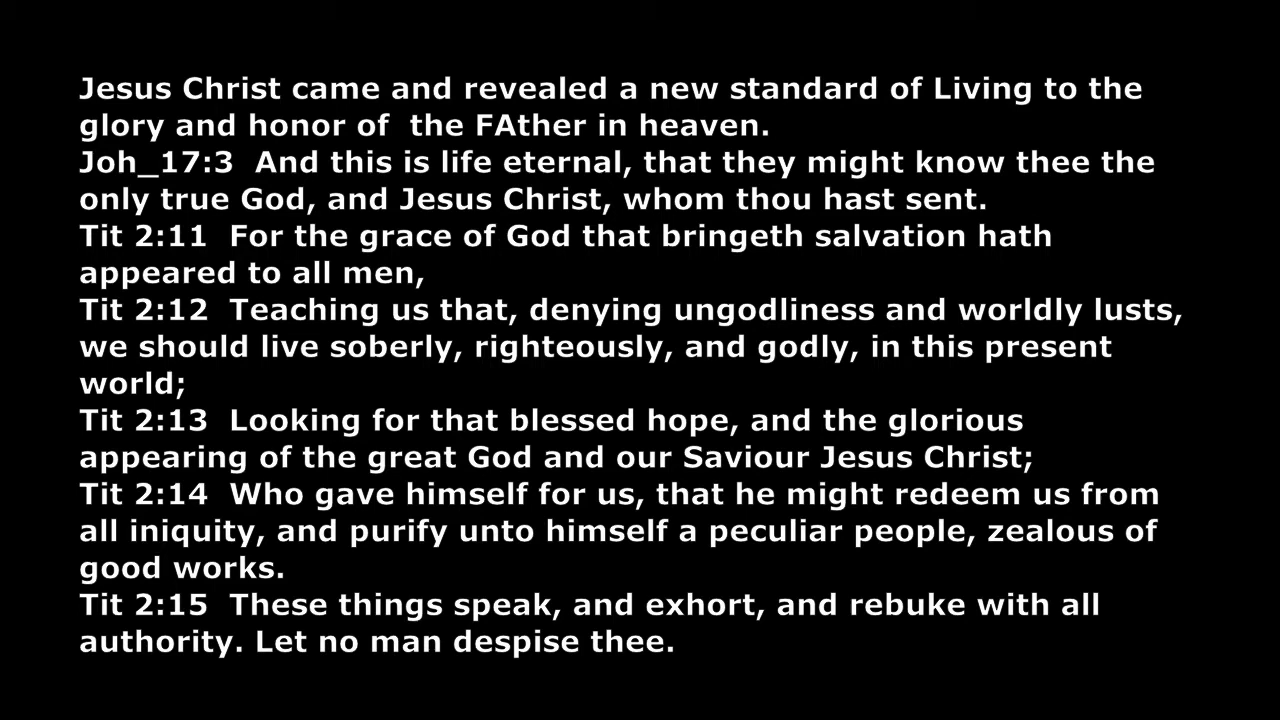 Jesus Christ came and revealed a new standard of Living to the
glory and honor of  the FAther in heaven.
Joh_17:3  And this is life eternal, that they might know thee the
only true God, and Jesus Christ, whom thou hast sent.
Tit 2:11  For the grace of God that bringeth salvation hath
appeared to all men,
Tit 2:12  Teaching us that, denying ungodliness and worldly lusts,
we should live soberly, righteously, and godly, in this present
world;
Tit 2:13  Looking for that blessed hope, and the glorious
appearing of the great God and our Saviour Jesus Christ;
Tit 2:14  Who gave himself for us, that he might redeem us from
all iniquity, and purify unto himself a peculiar people, zealous of
good works.
Tit 2:15  These things speak, and exhort, and rebuke with all
authority. Let no man despise thee.